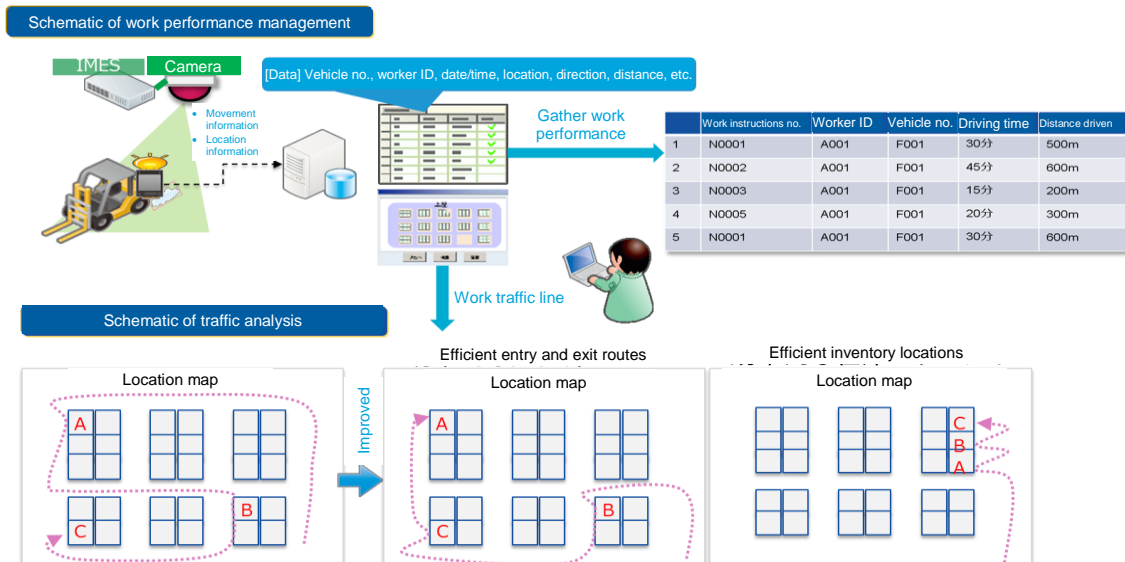 Schematic of work performance management
IMES
Camera
[Data] Vehicle no., worker ID, date/time, location, direction, distance, etc.
• Movement
information
• Location
information
Gather work
performance
Work instructions no. Worker ID Vehicle no. Driving time Distance driven
1 N0001 A001 F001 30分 500m
2 N0002 A001 F001 45分 600m
3 N0003 A001 F001 15分 200m
4 N0005 A001 F001 20分 300m
5 N0001 A001 F001 30分 600m
Work traffic line
Schematic of traffic analysis
Efficient entry and exit routes
Efficient inventory locations
Location map
A
B
C
Improved
Location map
A
B
C
Location map
C
B
A